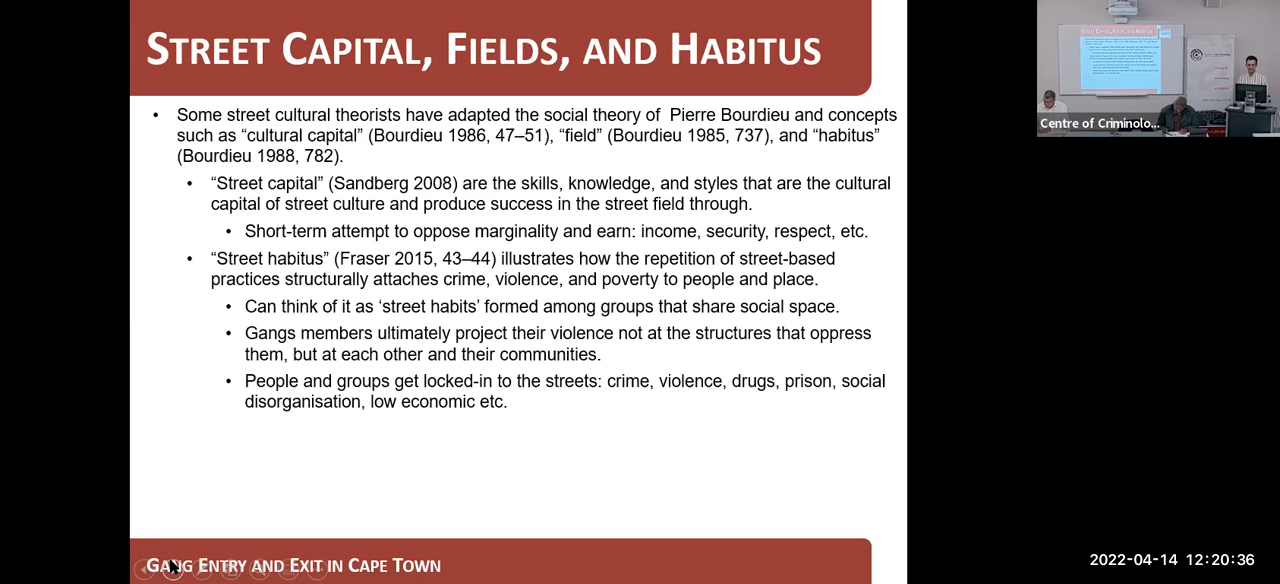 STREET CAPITAL, FIELDS, AND HABITUS
• Some street cultural theorists have adapted the social theory of Pierre Bourdieu and concepts
such as “cultural capital” (Bourdieu 1986, 47–51), “field” (Bourdieu 1985, 737), and “habitus”
(Bourdieu 1988, 782).
• “Street capital” (Sandberg 2008) are the skills, knowledge, and styles that are the cultural
capital of street culture and produce success in the street field through.
• Short-term attempt to oppose marginality and earn: income, security, respect, etc.
• “Street habitus” (Fraser 2015, 43–44) illustrates how the repetition of street-based
practices structurally attaches crime, violence, and poverty to people and place.
• Can think of it as ‘street habits’ formed among groups that share social space.
• Gangs members ultimately project their violence not at the structures that oppress
them, but at each other and their communities.
• People and groups get locked-in to the streets: crime, violence, drugs, prison, social
disorganisation, low economic etc.
GANG ENTRY AND EXIT IN CAPE TOWN
Centre of Criminolo...
2022-04-14 12:20:36